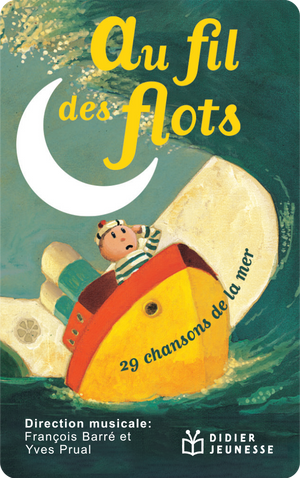 au fil
des flots
29 chansons de la mer
Direction musicale:
François Barré et
Yves Prual
DIDIER
JEUNESSE